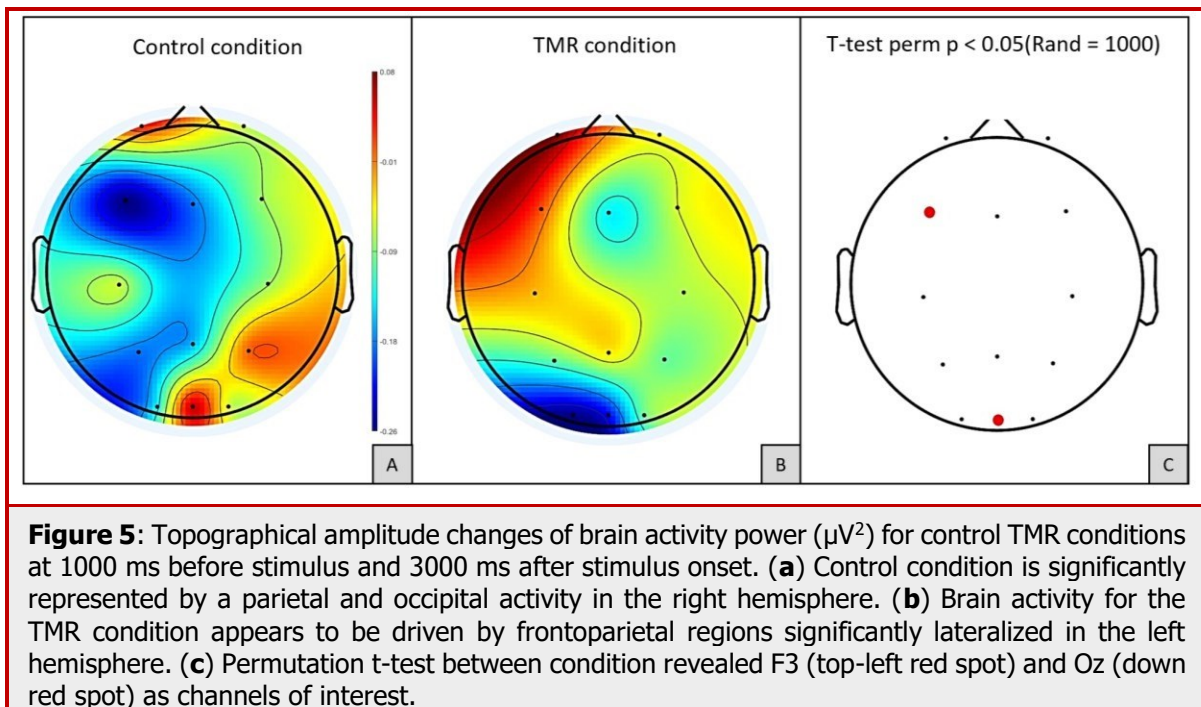 Control condition
TMR condition
T-test perm p < 0.05(Rand = 1000)
0.08
-0.01
-0.09
-0.18
-0.26
A
B
C
Figure 5: Topographical amplitude changes of brain activity power (µV²) for control TMR conditions
at 1000 ms before stimulus and 3000 ms after stimulus onset. (a) Control condition is significantly
represented by a parietal and occipital activity in the right hemisphere. (b) Brain activity for the
TMR condition appears to be driven by frontoparietal regions significantly lateralized in the left
hemisphere. (c) Permutation t-test between condition revealed F3 (top-left red spot) and Oz (down
red spot) as channels of interest.